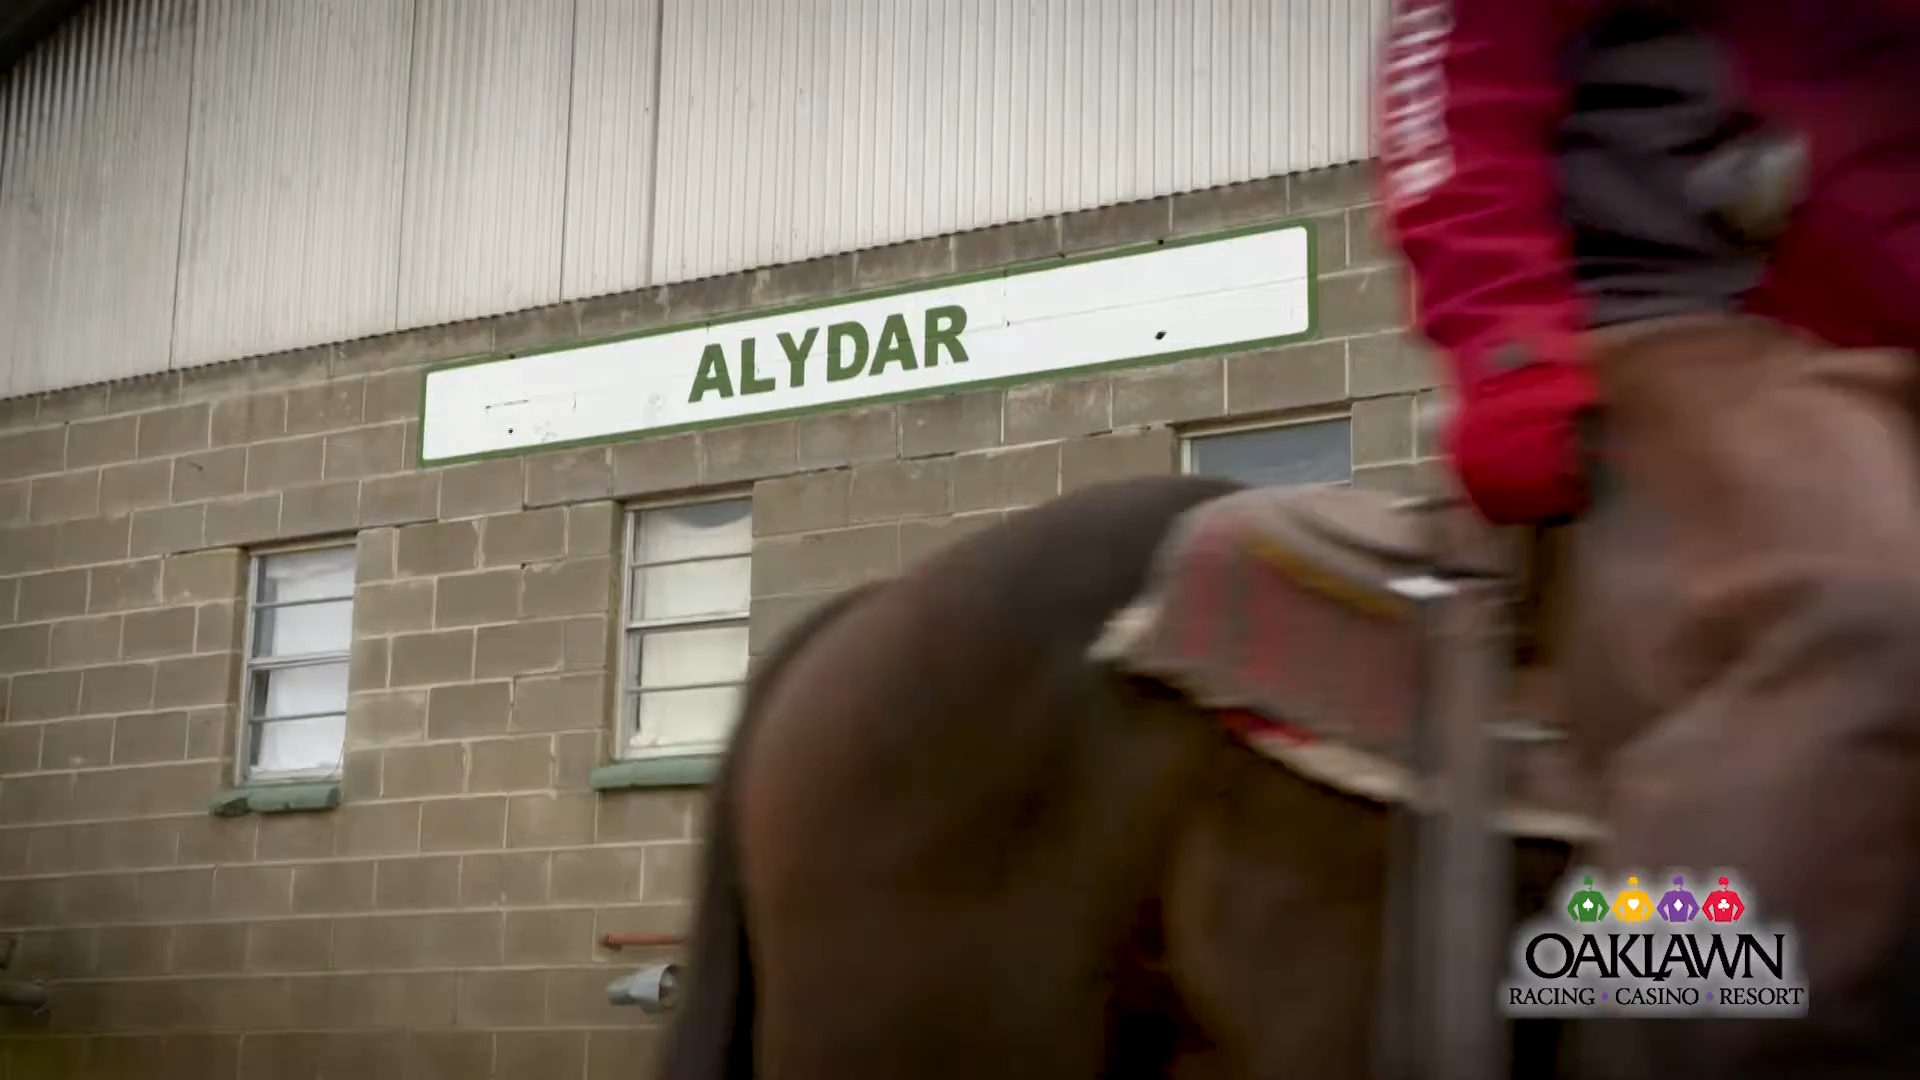 ALYDAR
OAKLAWN
RACING • CASINO • RESORT